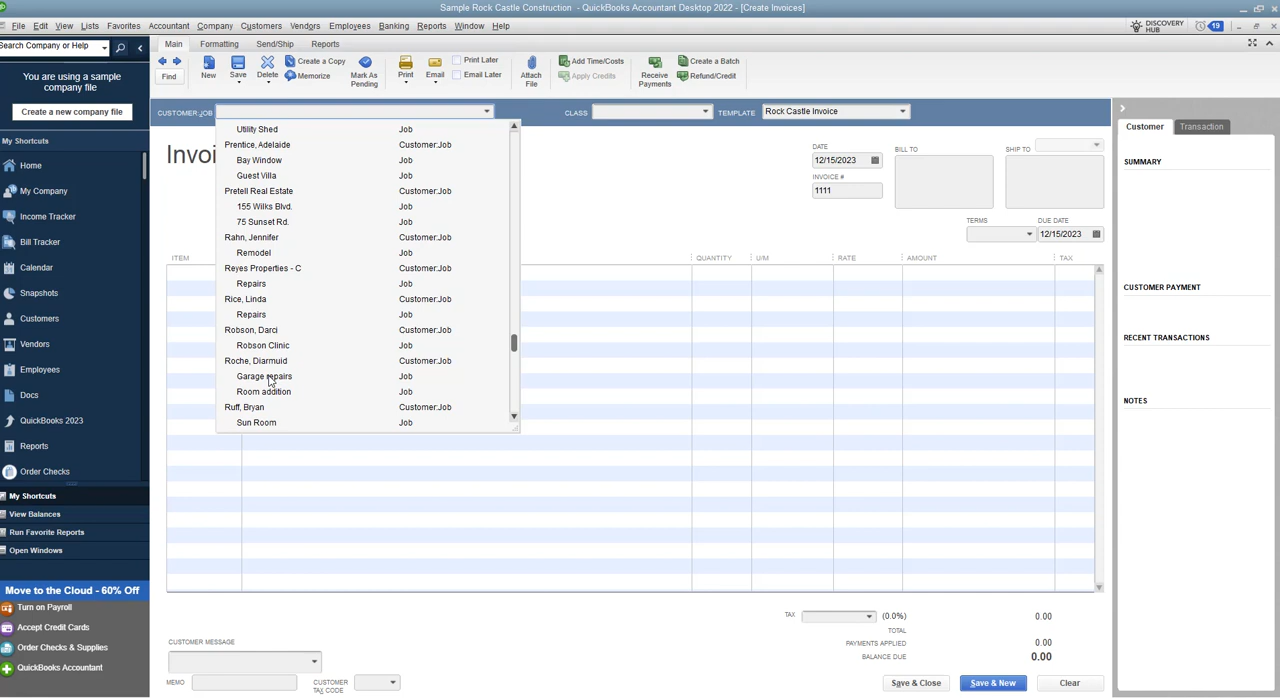 Sample Rock Castle Construction - QuickBooks Accountant Desktop 2022 - [Create Invoices]
File Edit View Lists Favorites Accountant Company Customers Vendors Employees Banking Reports Window Help
DISCOVERY HUB 19
Search Company or Help
Main Formatting Send/Ship Reports
Find New Save Delete Create a Copy Memorize Mark As Pending Print Email Print Later Email Later Attach File Add Time/Costs Apply Credits Receive Payments Create a Batch Refund/Credit
You are using a sample company file
Create a new company file
My Shortcuts
Home
My Company
Income Tracker
Bill Tracker
Calendar
Snapshots
Customers
Vendors
Employees
Docs
QuickBooks 2023
Reports
Order Checks
My Shortcuts
View Balances
Run Favorite Reports
Open Windows
Move to the Cloud - 60% Off
Turn on Payroll
Accept Credit Cards
Order Checks & Supplies
QuickBooks Accountant
CUSTOMER:JOB CLASS TEMPLATE Rock Castle Invoice
Invoi
Utility Shed Job
Prentice, Adelaide Customer:Job
Bay Window Job
Guest Villa Job
Pretell Real Estate Customer:Job
155 Wilks Blvd. Job
75 Sunset Rd. Job
Rahn, Jennifer Customer:Job
Remodel Job
Reyes Properties - C Customer:Job
Repairs Job
Rice, Linda Customer:Job
Repairs Job
Robson, Darci Customer:Job
Robson Clinic Job
Roche, Diarmuid Customer:Job
Garage repairs Job
Room addition Job
Ruff, Bryan Customer:Job
Sun Room Job
DATE
12/15/2023
INVOICE #
1111
BILL TO
SHIP TO
TERMS DUE DATE
12/15/2023
ITEM QUANTITY U/M RATE AMOUNT TAX
TAX (0.0%) 0.00
TOTAL
PAYMENTS APPLIED 0.00
BALANCE DUE 0.00
CUSTOMER MESSAGE
MEMO
CUSTOMER TAX CODE
Save & Close Save & New Clear
Customer Transaction
SUMMARY
CUSTOMER PAYMENT
RECENT TRANSACTIONS
NOTES